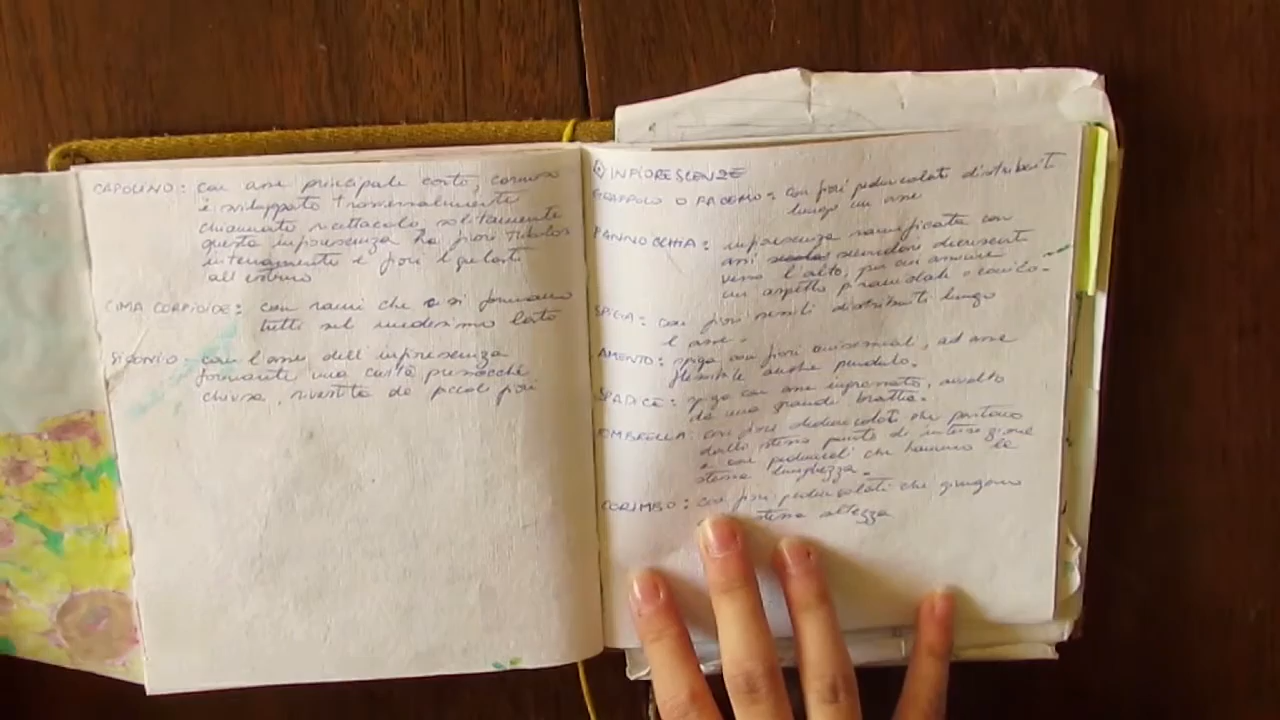 CAPOLINO: con asse principale corto, carnoso
e sviluppato trasversalmente
chiamato ricettacolo solitamente
questa infiorescenza ha fiori tubulosi
internamente e fiori ligulati
all'esterno
CIMA CORPIOIDE: con rami che si formano
tutti sul medesimo lato
SICONIO: con l'asse dell'infiorescenza
formante una cavità pressoché
chiusa, rivestita da piccoli fiori
INFIORESCENZE
GRAPPOLO O RACEMO: con fiori peduncolati distribuiti
lungo un asse
PANNOCCHIA: infiorescenza ramificata con
assi secondari decrescenti
verso l'alto, per cui assume
un aspetto piramidale o conico.
SPIGA: con fiori sessili distribuiti lungo
l'asse.
AMENTO: spiga con fiori unisessuali, ad asse
flessibile anche pendulo.
SPADICE: spiga con asse ingrossato, avvolto
da una grande brattea.
OMBRELLA: con fiori peduncolati che partono
dallo stesso punto di
peduncoli che hanno la
stessa lunghezza.
CORIMBO: con fiori peduncolati che giungono
stessa altezza